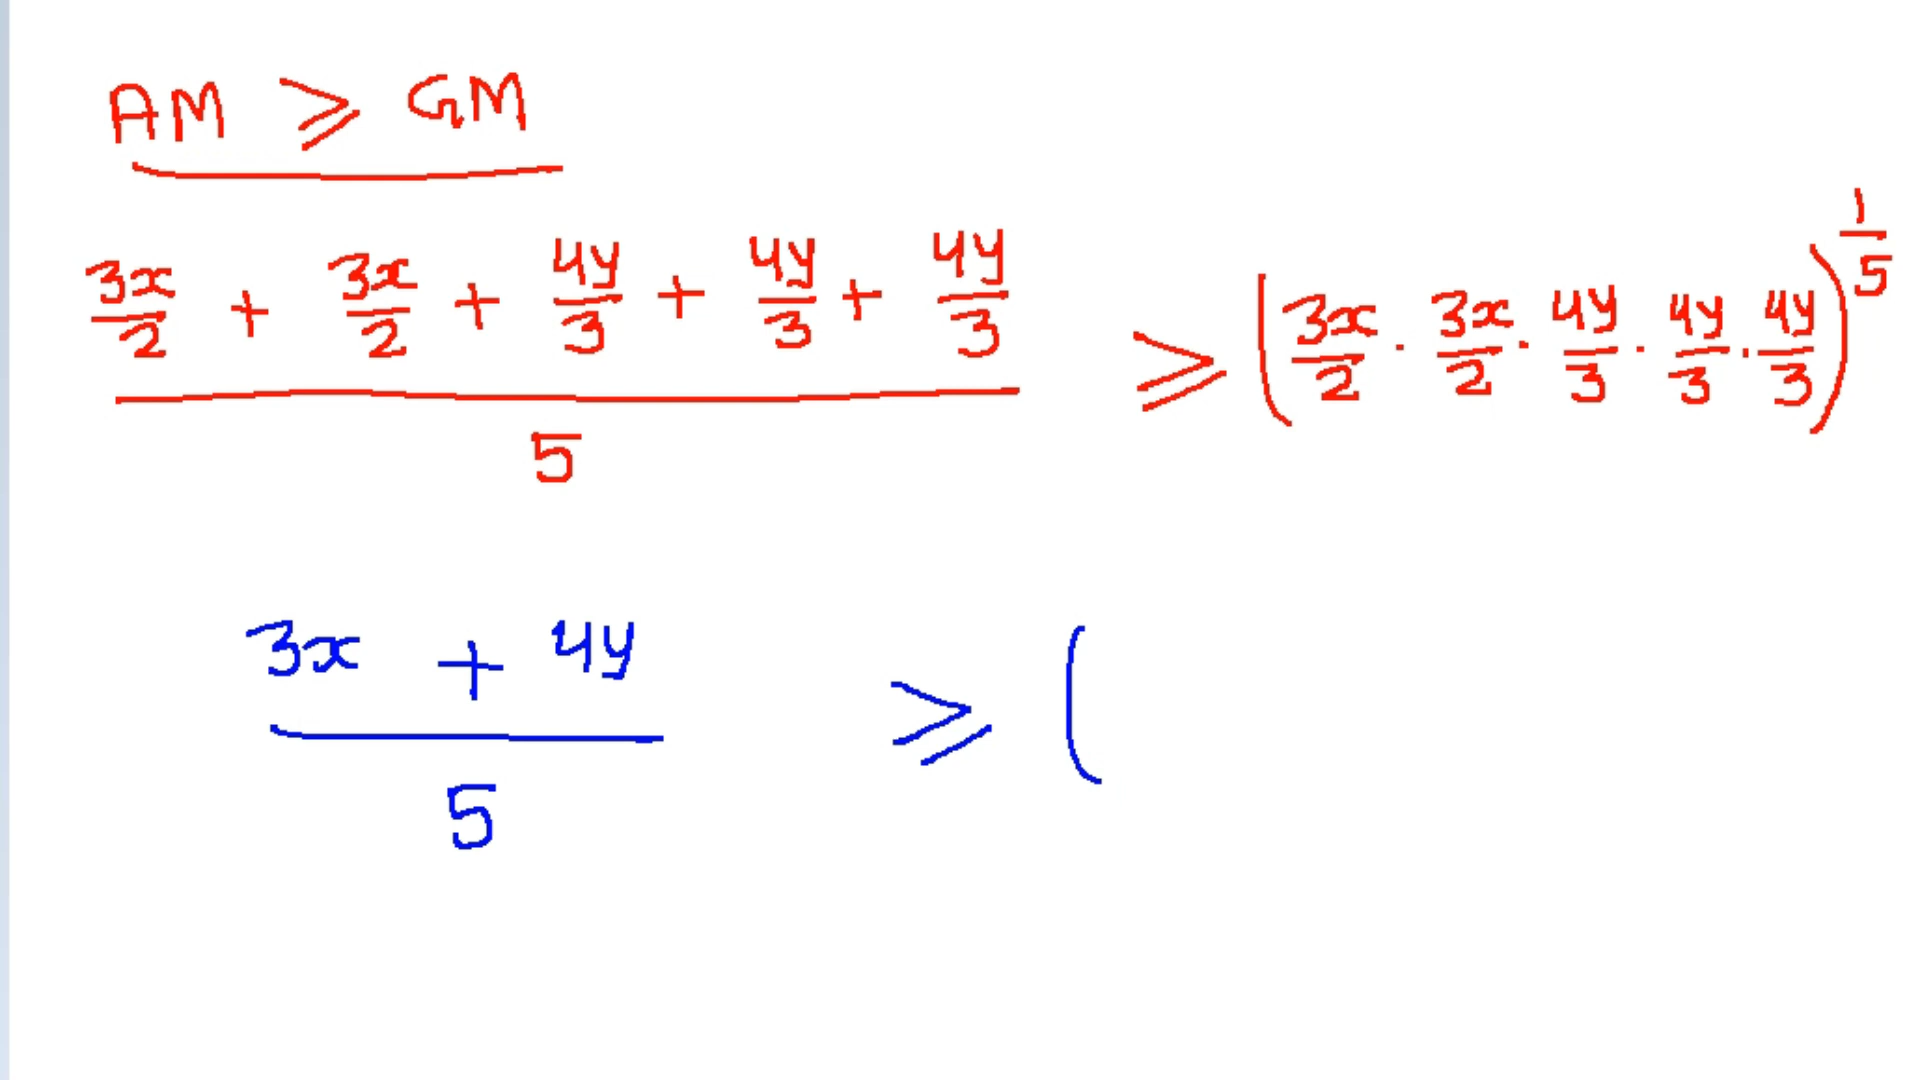 AM ≥ GM
3x/2 + 3x/2 + 4y/3 + 4y/3 + 4y/3 / 5 ≥ (3x/2 · 3x/2 · 4y/3 · 4y/3 · 4y/3)^1/5
3x + 4y / 5 ≥ (